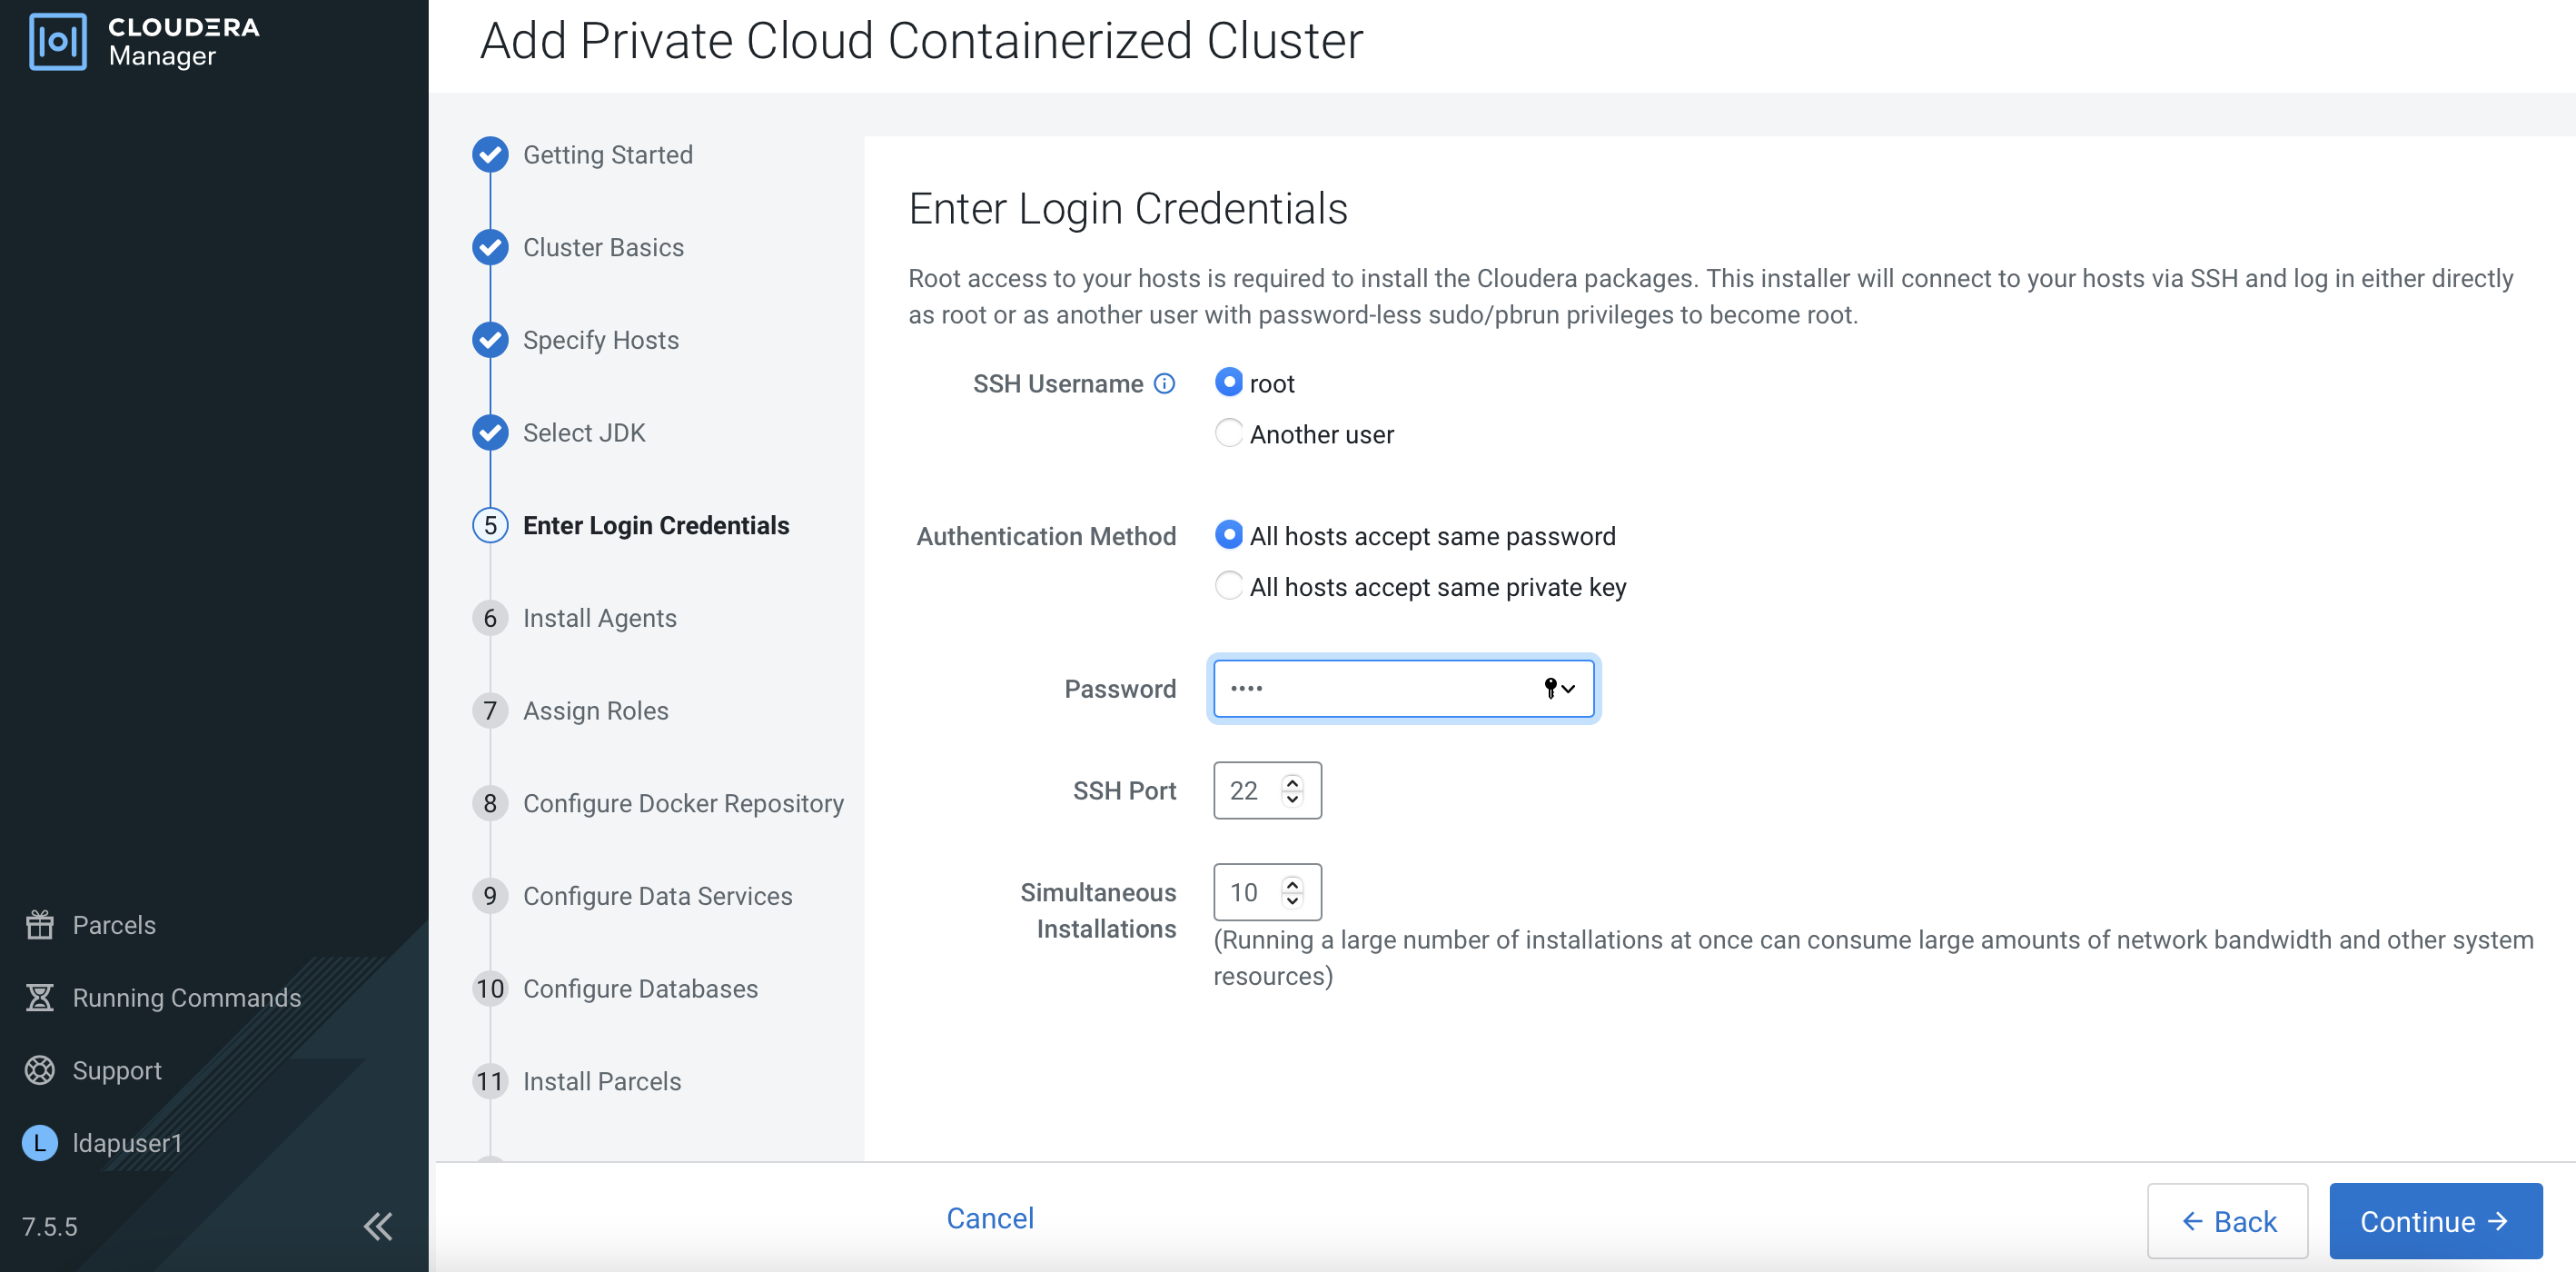 CLOUDERA
Manager
Add Private Cloud Containerized Cluster
Getting Started
Cluster Basics
Specify Hosts
Select JDK
5 Enter Login Credentials
6 Install Agents
7 Assign Roles
8 Configure Docker Repository
9 Configure Data Services
10 Configure Databases
11 Install Parcels
Enter Login Credentials
Root access to your hosts is required to install the Cloudera packages. This installer will connect to your hosts via SSH and log in either directly
as root or as another user with password-less sudo/pbrun privileges to become root.
SSH Username root
Another user
Authentication Method All hosts accept same password
All hosts accept same private key
Password ••••
SSH Port 22
Simultaneous
Installations
10
(Running a large number of installations at once can consume large amounts of network bandwidth and other system
resources)
Parcels
Running Commands
Support
L ldapuser1
7.5.5
Cancel
← Back
Continue →